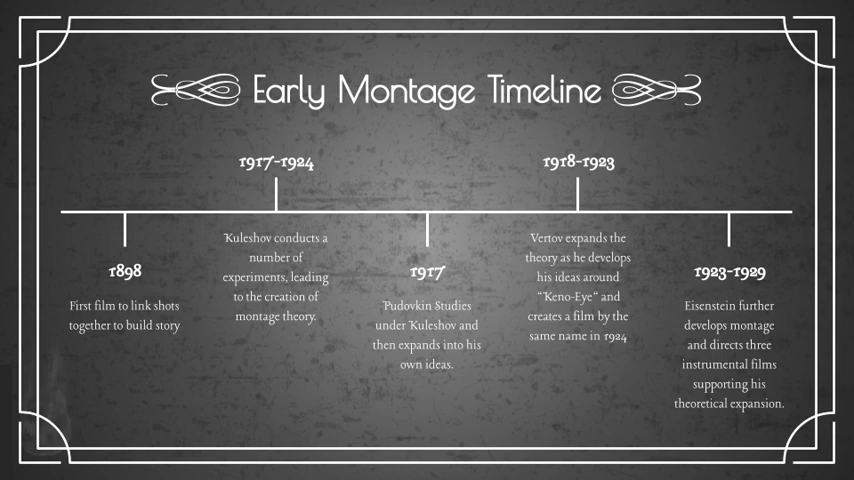 Early Montage Timeline
1898
First film to link shots
together to build story
1917-1924
Kuleshov conducts a
number of
experiments, leading
to the creation of
montage theory.
1917
Pudovkin Studies
under Kuleshov and
then expands into his
own ideas.
1918-1923
Vertov expands the
theory as he develops
his ideas around
“Keno-Eye” and
creates a film by the
same name in 1924
1923-1929
Eisenstein further
develops montage
and directs three
instrumental films
supporting his
theoretical expansion.